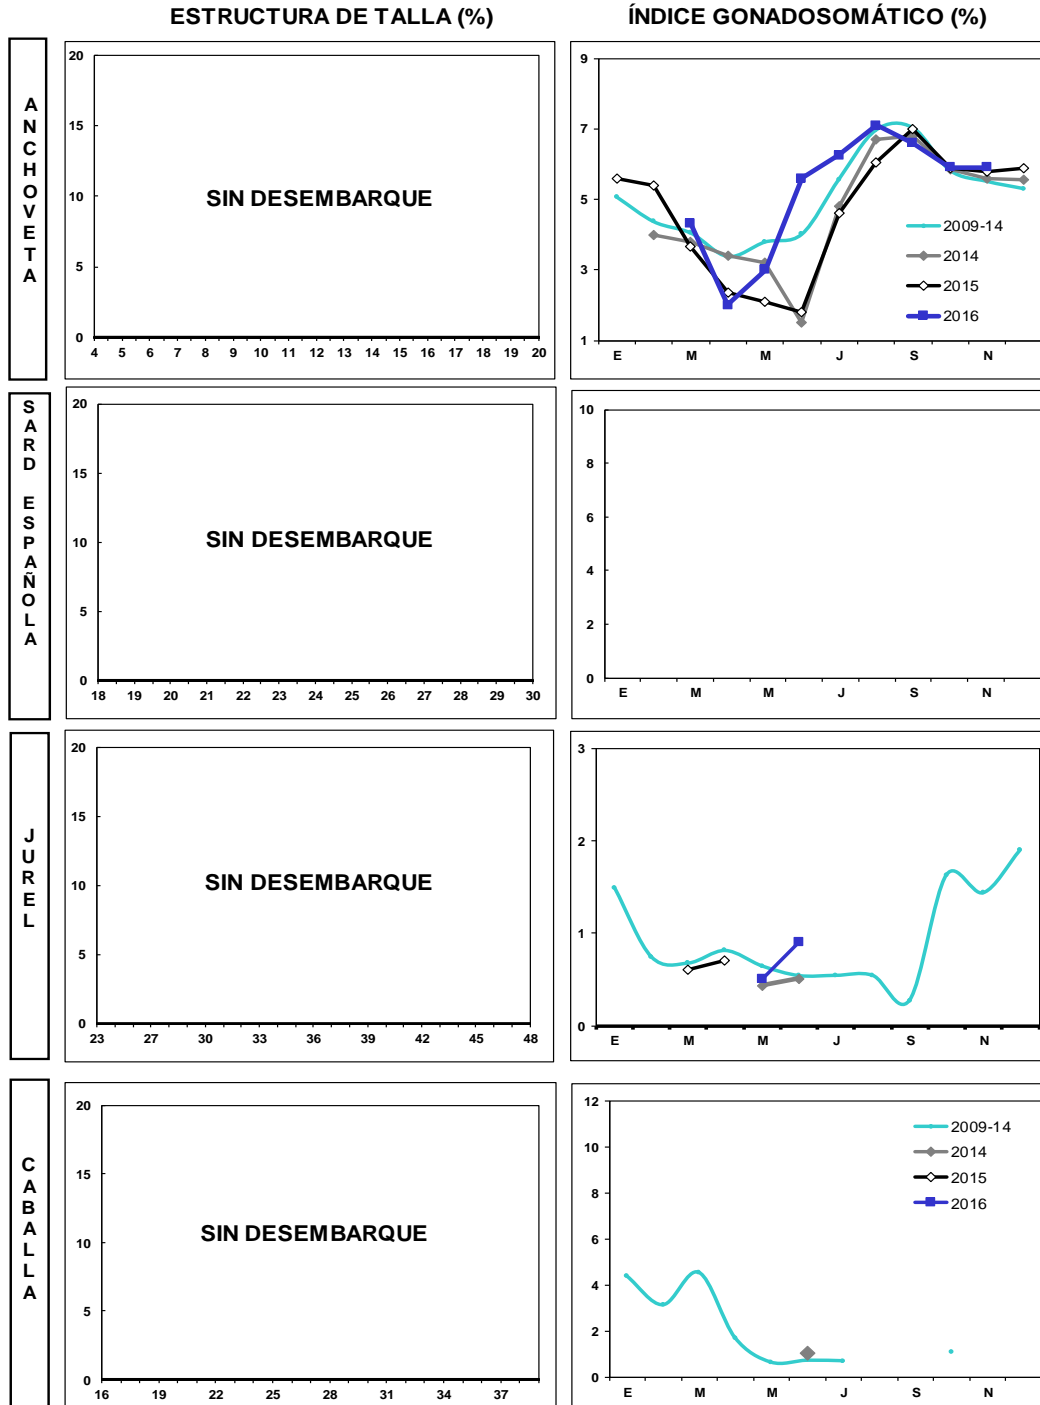 ESTRUCTURA DE TALLA (%)
ÍNDICE GONADOSOMÁTICO (%)
ANCHOVETA
20
15
10
5
0
SIN DESEMBARQUE
4 5 6 7 8 9 10 11 12 13 14 15 16 17 18 19 20
9
7
5
3
1
2009-14
2014
2015
2016
E M M J S N
SARD ESPAÑOLA
20
15
10
5
0
SIN DESEMBARQUE
18 19 20 21 22 23 24 25 26 27 28 29 30
10
8
6
4
2
0
E M M J S N
JUREL
20
15
10
5
0
SIN DESEMBARQUE
23 27 30 33 36 39 42 45 48
3
2
1
0
E M M J S N
CABALLA
20
15
10
5
0
SIN DESEMBARQUE
16 19 22 25 28 31 34 37
12
10
8
6
4
2
0
2009-14
2014
2015
2016
E M M J S N